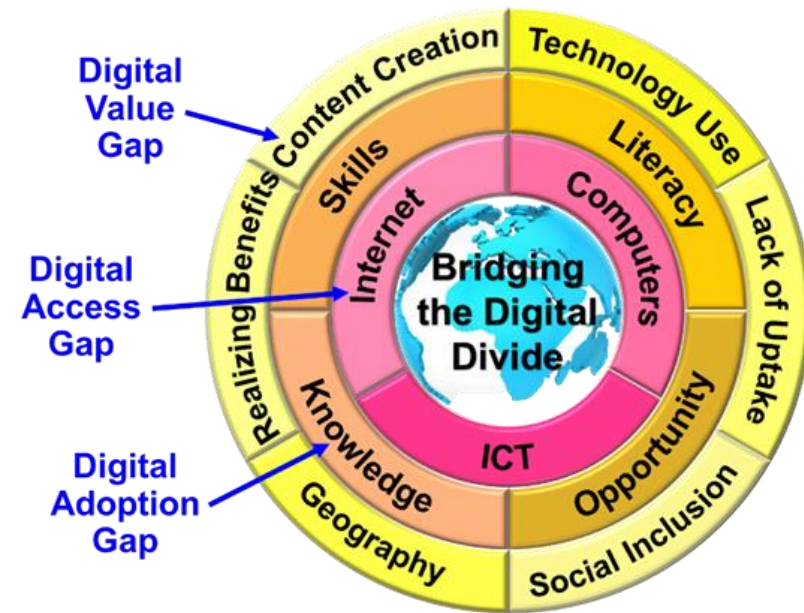 Digital
Value
Gap
Digital
Access
Gap
Digital
Adoption
Gap
Content Creation
Technology Use
Lack of Uptake
Social Inclusion
Geography
Realizing Benefits
Skills
Literacy
Opportunity
Knowledge
Internet
Computers
ICT
Bridging
the Digital
Divide